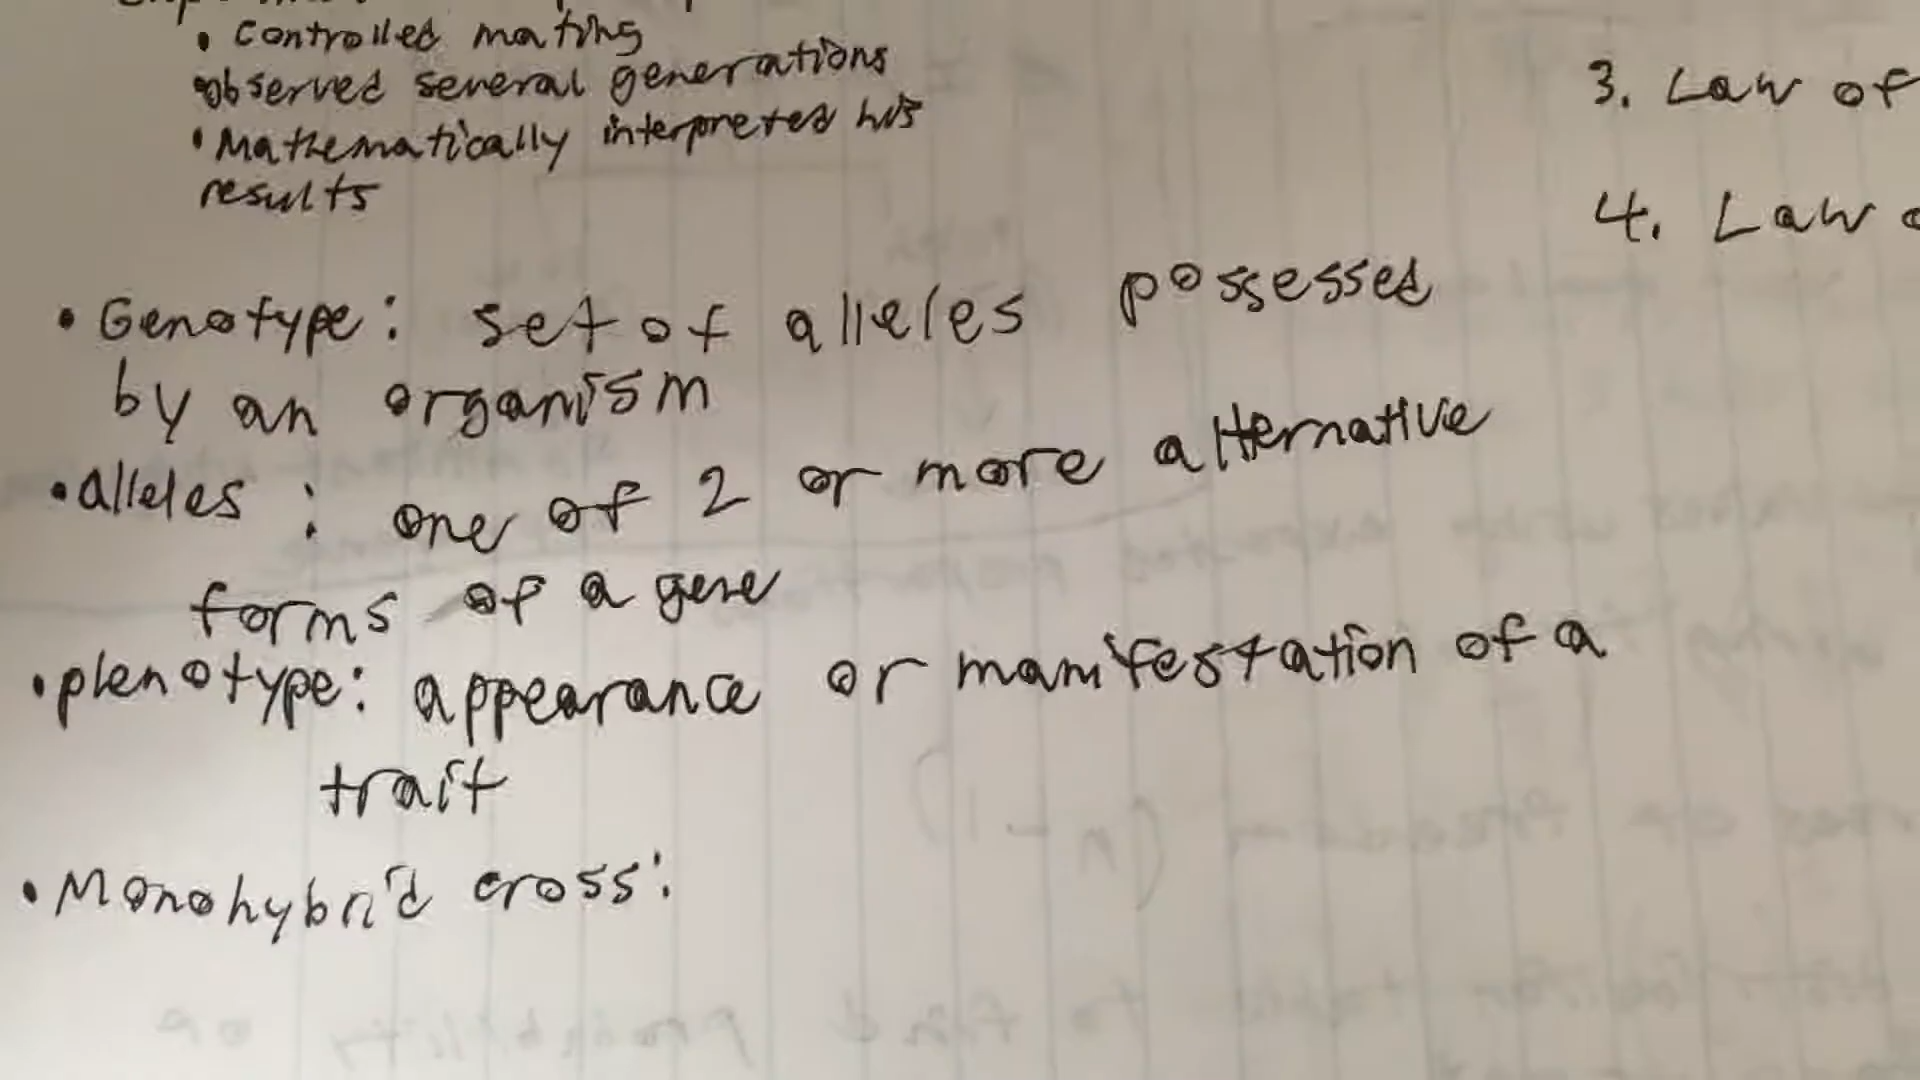 • Controlled mating
observed several generations
• Mathematically interpreted his
results
3. Law of
4. Law
• Genotype: set of alleles possessed
by an organism
• alleles : one of 2 or more alternative
forms of a gene
• plenotype: appearance or manifestation of a
trait
• Monohybrid cross: